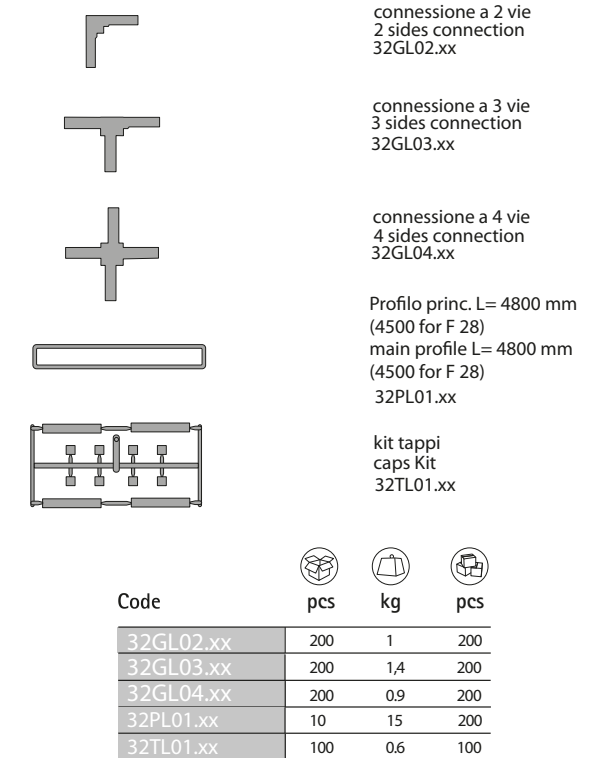 connessione a 2 vie
2 sides connection
32GL02.xx
connessione a 3 vie
3 sides connection
32GL03.xx
connessione a 4 vie
4 sides connection
32GL04.xx
Profilo princ. L= 4800 mm
(4500 for F 28)
main profile L= 4800 mm
(4500 for F 28)
32PL01.xx
kit tappi
caps Kit
32TL01.xx
Code pcs kg pcs
32GL02.xx 200 1 200
32GL03.xx 200 1,4 200
32GL04.xx 200 0.9 200
32PL01.xx 10 15 200
32TL01.xx 100 0.6 100